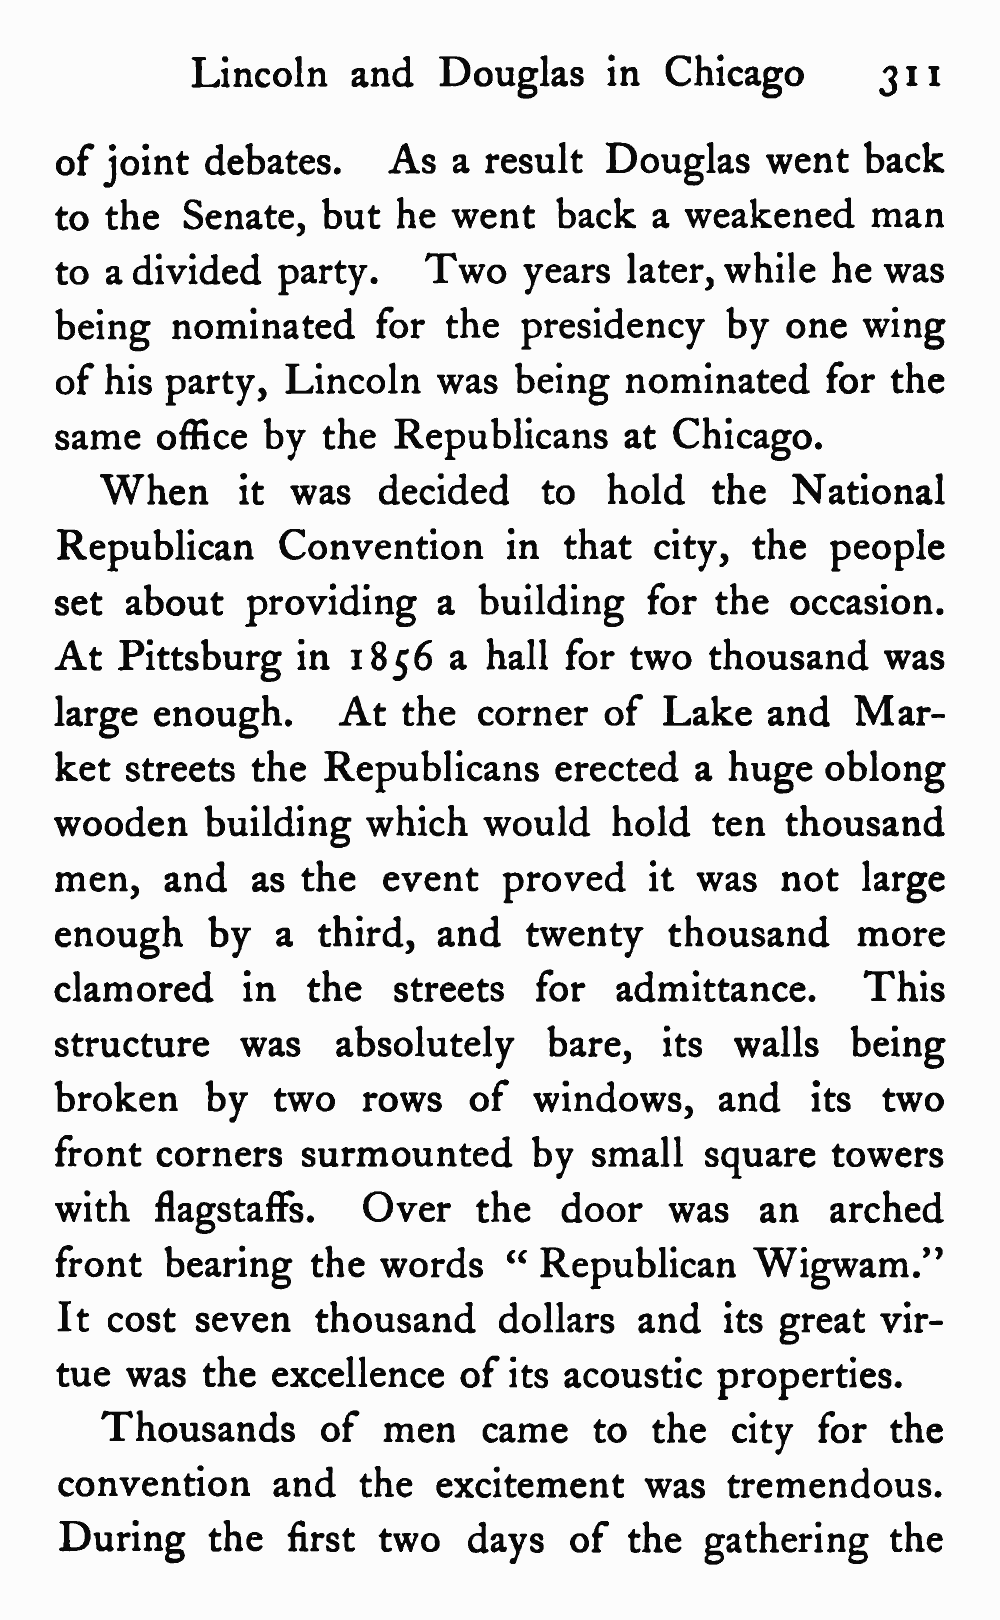 Lincoln and Douglas in Chicago 311
of joint debates. As a result Douglas went back
to the Senate, but he went back a weakened man
to a divided party. Two years later, while he was
being nominated for the presidency by one wing
of his party, Lincoln was being nominated for the
same office by the Republicans at Chicago.
When it was decided to hold the National
Republican Convention in that city, the people
set about providing a building for the occasion.
At Pittsburg in 1856 a hall for two thousand was
large enough. At the corner of Lake and Mar-
ket streets the Republicans erected a huge oblong
wooden building which would hold ten thousand
men, and as the event proved it was not large
enough by a third, and twenty thousand more
clamored in the streets for admittance. This
structure was absolutely bare, its walls being
broken by two rows of windows, and its two
front corners surmounted by small square towers
with flagstaffs. Over the door was an arched
front bearing the words “ Republican Wigwam.”
It cost seven thousand dollars and its great vir-
tue was the excellence of its acoustic properties.
Thousands of men came to the city for the
convention and the excitement was tremendous.
During the first two days of the gathering the